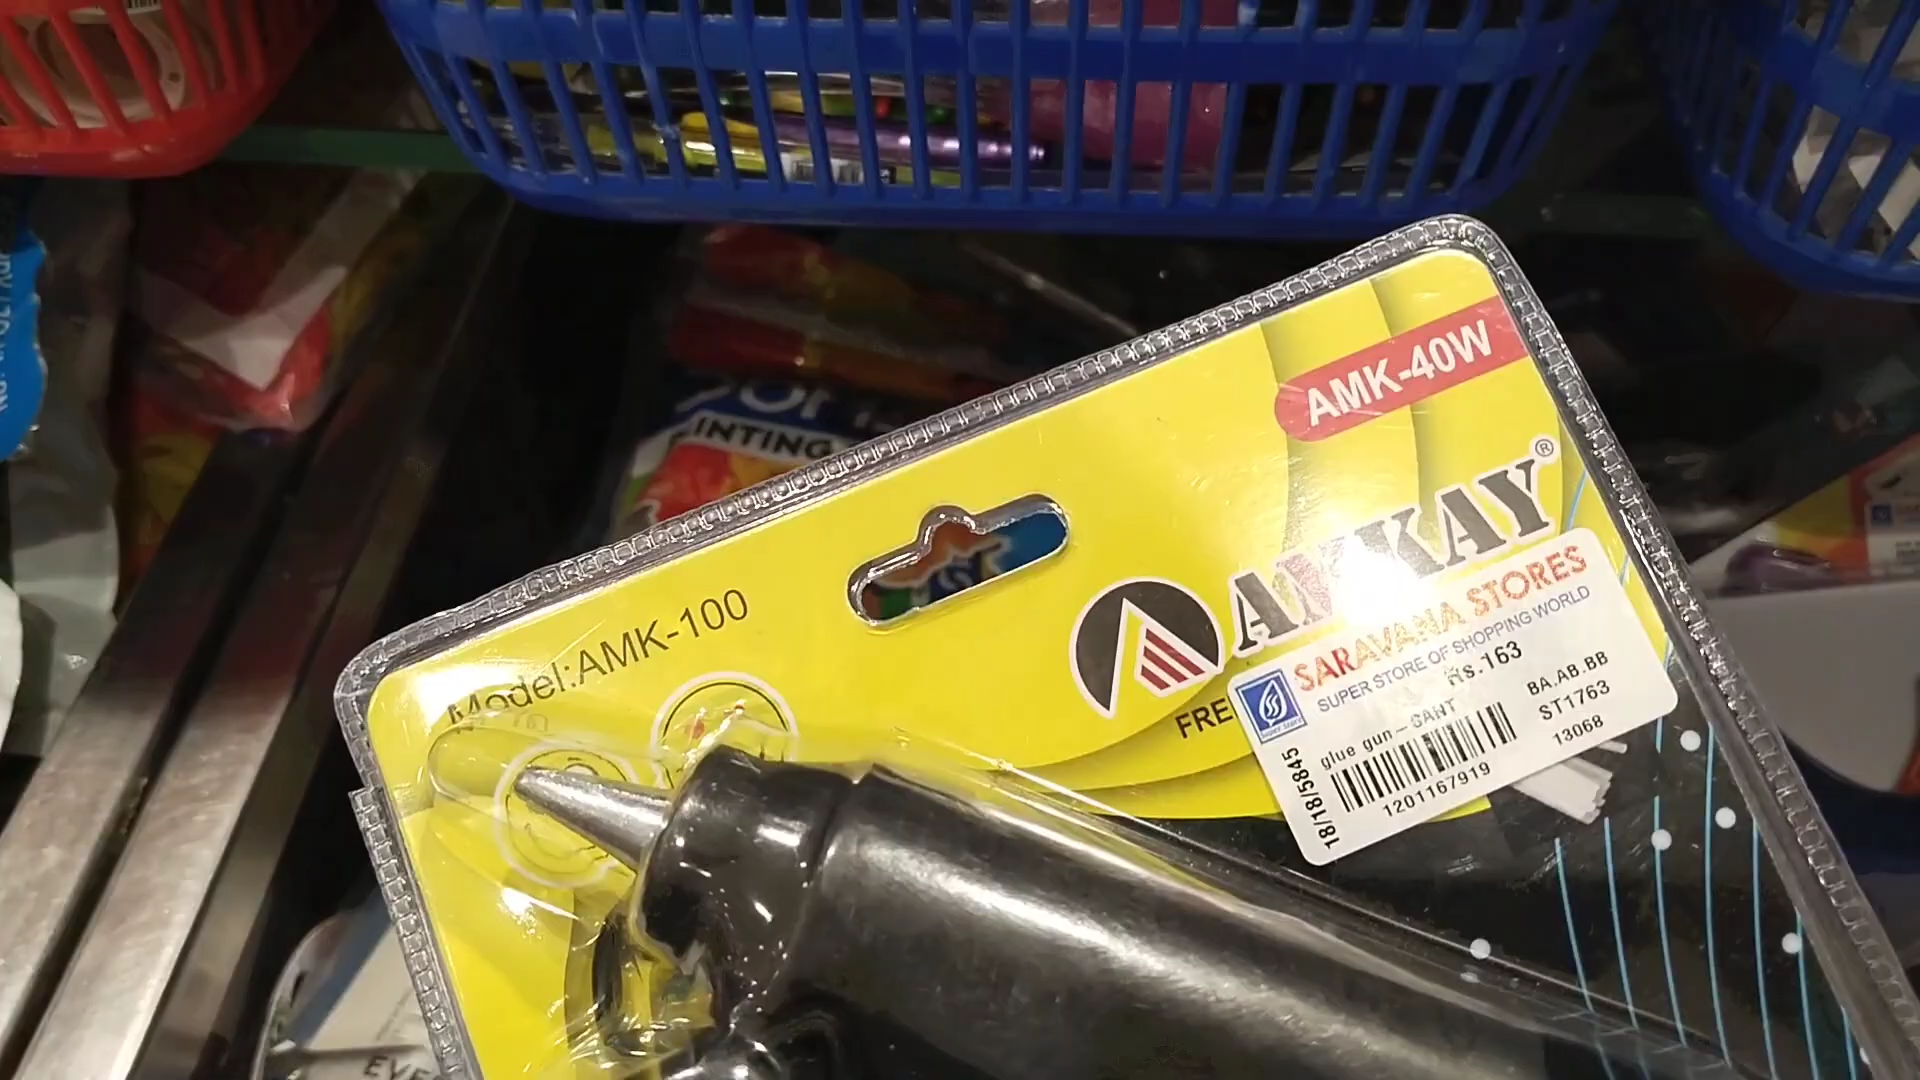 INTING
AMK-40W
Model:AMK-100
SARAVANA STORES
SUPER STORE OF SHOPPING WORLD
Rs.163
BA.AB.BB
glue gun-GANT
ST1763
13068
1201167919
18/18/5845
FRE